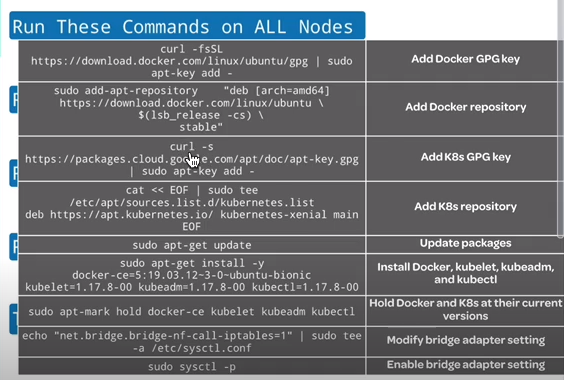 Run These Commands on ALL Nodes
curl -fsSL
https://download.docker.com/linux/ubuntu/gpg | sudo
apt-key add -
Add Docker GPG key
sudo add-apt-repository "deb [arch=amd64]
https://download.docker.com/linux/ubuntu \
$(lsb_release -cs) \
stable"
Add Docker repository
curl -s
https://packages.cloud.google.com/apt/doc/apt-key.gpg
| sudo apt-key add -
Add K8s GPG key
cat << EOF | sudo tee
/etc/apt/sources.list.d/kubernetes.list
deb https://apt.kubernetes.io/ kubernetes-xenial main
EOF
Add K8s repository
sudo apt-get update
Update packages
sudo apt-get install -y
docker-ce=5:19.03.12~3-0~ubuntu-bionic
kubelet=1.17.8-00 kubeadm=1.17.8-00 kubectl=1.17.8-00
Install Docker, kubelet, kubeadm,
and kubectl
sudo apt-mark hold docker-ce kubelet kubeadm kubectl
Hold Docker and K8s at their current
versions
echo "net.bridge.bridge-nf-call-iptables=1" | sudo tee
-a /etc/sysctl.conf
Modify bridge adapter setting
sudo sysctl -p
Enable bridge adapter setting